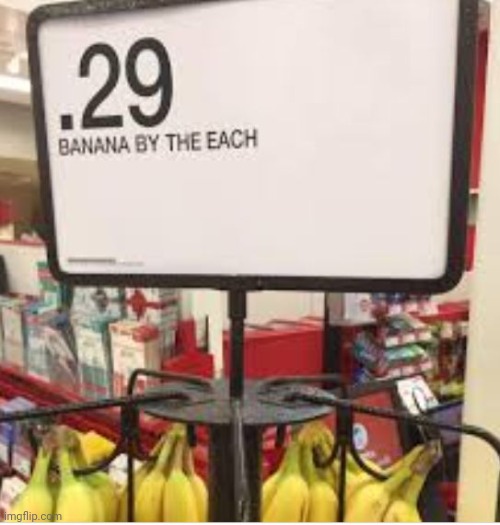 .29
BANANA BY THE EACH
imgflip.com